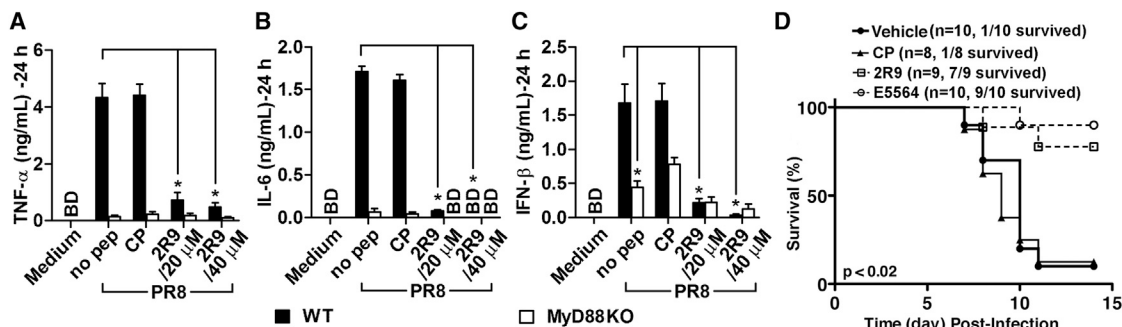 A
TNF-α (ng/mL) -24 h
6
4
2
0
BD
*
*
Medium
no pep
CP
2R9
/20 μM
2R9
/40 μM
PR8
B
IL-6 (ng/mL)-24 h
2.0
1.5
1.0
0.5
0.0
BD
*
BD
BD
*
BD
Medium
no pep
CP
2R9
/20 μM
2R9
/40 μM
PR8
C
IFN-β (ng/mL)-24 h
2.5
2.0
1.5
1.0
0.5
0.0
BD
*
*
*
Medium
no pep
CP
2R9
/20 μM
2R9
/40 μM
PR8
WT
MyD88KO
D
Vehicle (n=10, 1/10 survived)
CP (n=8, 1/8 survived)
2R9 (n=9, 7/9 survived)
E5564 (n=10, 9/10 survived)
Survival (%)
100
50
0
p < 0.02
0
5
10
15
Time (day) Post-Infection